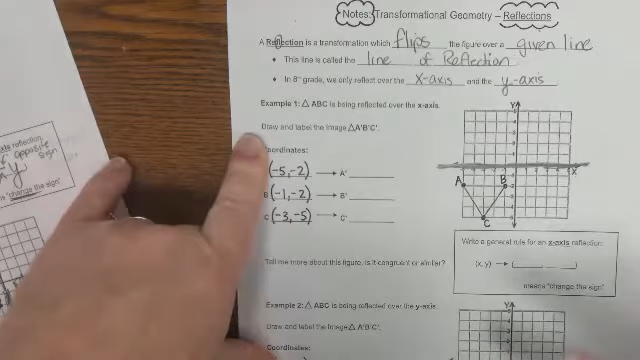 Notes: Transformational Geometry – Reflections
A Reflection is a transformation which flips the figure over a given line
• This line is called the line of Reflection
• In 8th grade, we only reflect over the x-axis and the y-axis
Example 1: △ ABC is being reflected over the x-axis.
Draw and label the image △A'B'C'.
oordinates:
(-5,-2) → A'
B (-1,-2) → B'
C (-3,-5) → C'
Y
X
A
B
C
Tell me more about this figure. Is it congruent or similar?
Write a general rule for an x-axis reflection:
(x, y) → (____ , ____)
means "change the sign"
Example 2: △ ABC is being reflected over the y-axis.
Draw and label the image △ A'B'C'.
Coordinates:
Y
reflection,
opposite
sign
"change the sign"